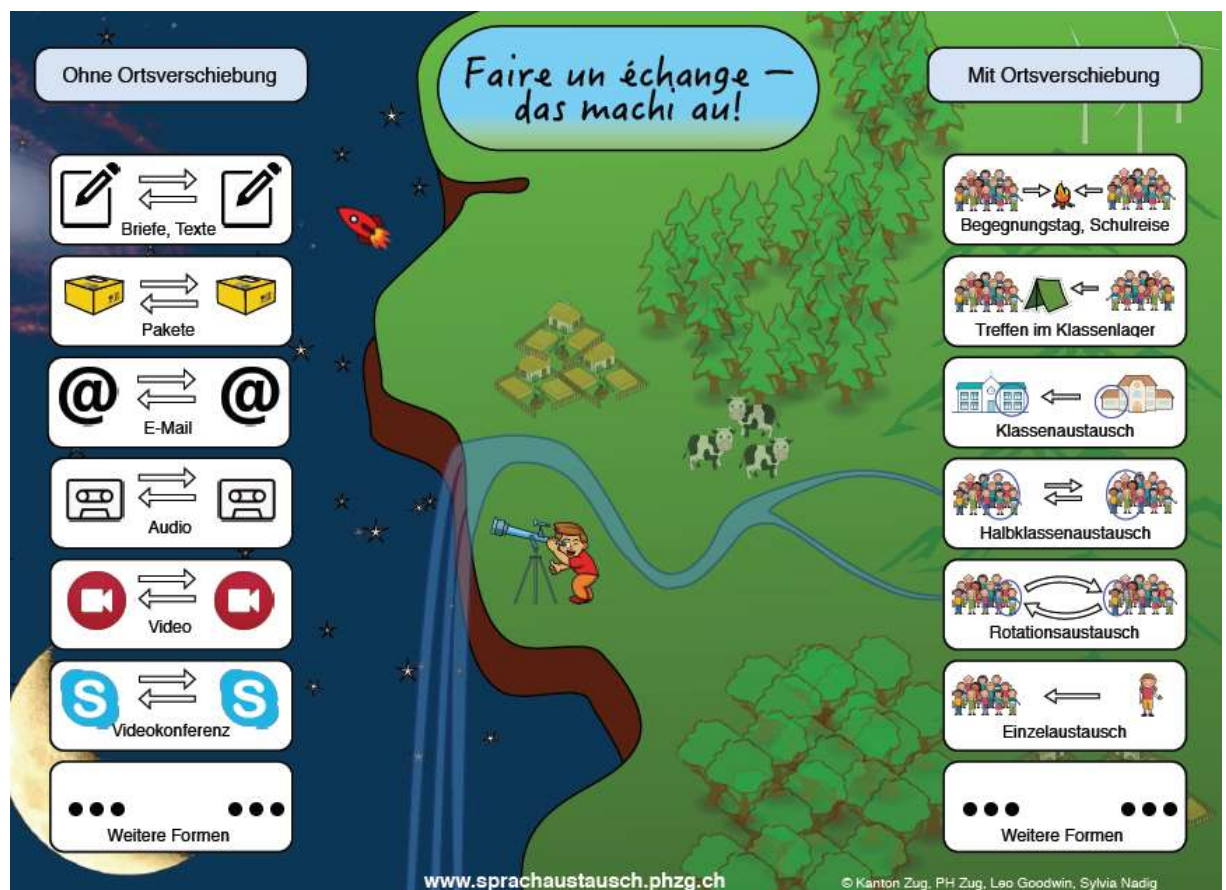 Faire un échange –
das machi au!
Ohne Ortsverschiebung
Briefe, Texte
Pakete
@ @
E-Mail
Audio
Video
S S
Videokonferenz
Weitere Formen
Mit Ortsverschiebung
Begegnungstag, Schulreise
Treffen im Klassenlager
Klassenaustausch
Halbklassenaustausch
Rotationsaustausch
Einzelaustausch
Weitere Formen
www.sprachaustausch.phzg.ch
© Kanton Zug, PH Zug, Leo Goodwin, Sylvia Nadig